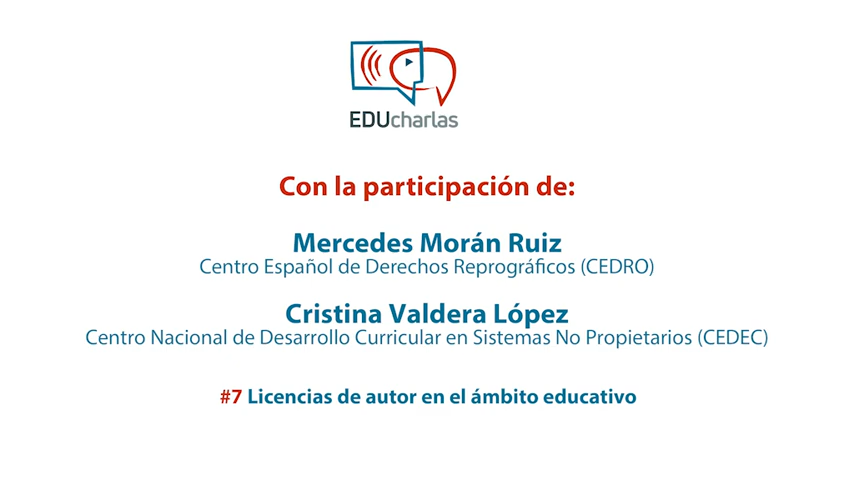 EDUcharlas
Con la participación de:
Mercedes Morán Ruiz
Centro Español de Derechos Reprográficos (CEDRO)
Cristina Valdera López
Centro Nacional de Desarrollo Curricular en Sistemas No Propietarios (CEDEC)
#7 Licencias de autor en el ámbito educativo